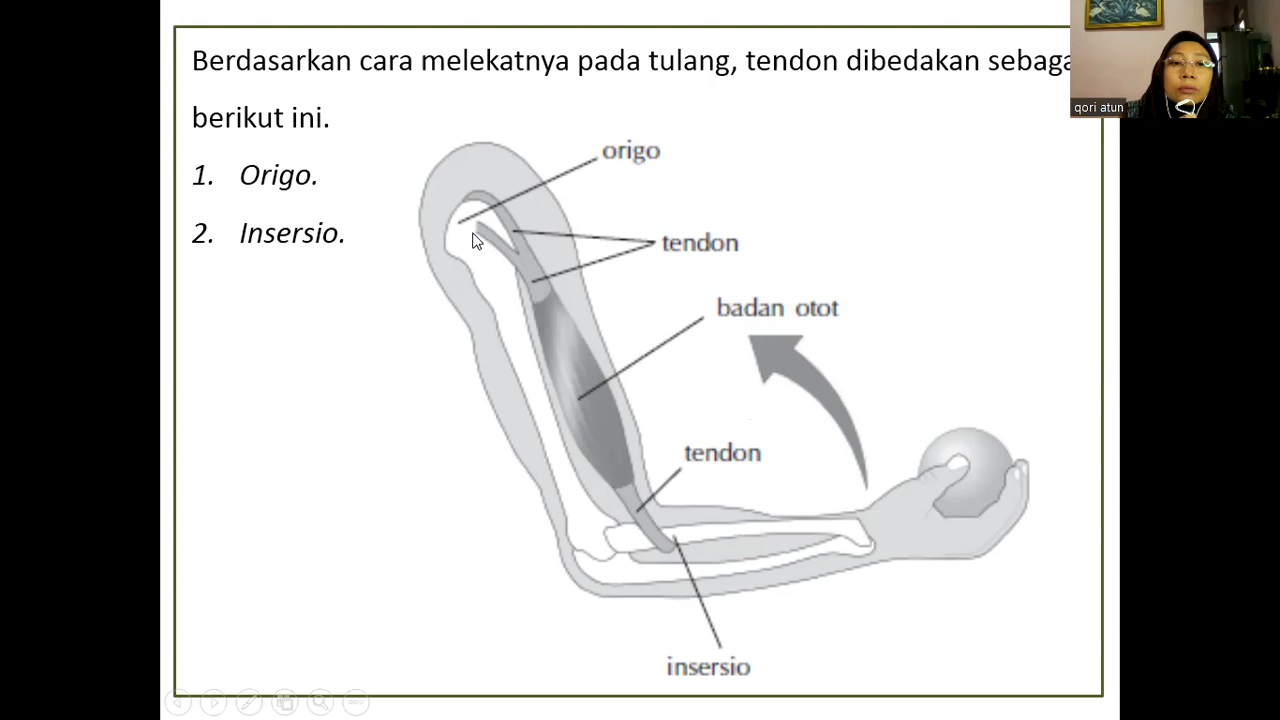 Berdasarkan cara melekatnya pada tulang, tendon dibedakan
berikut ini.
1. Origo.
2. Insersio.
origo
tendon
badan otot
tendon
insersio
qori atun